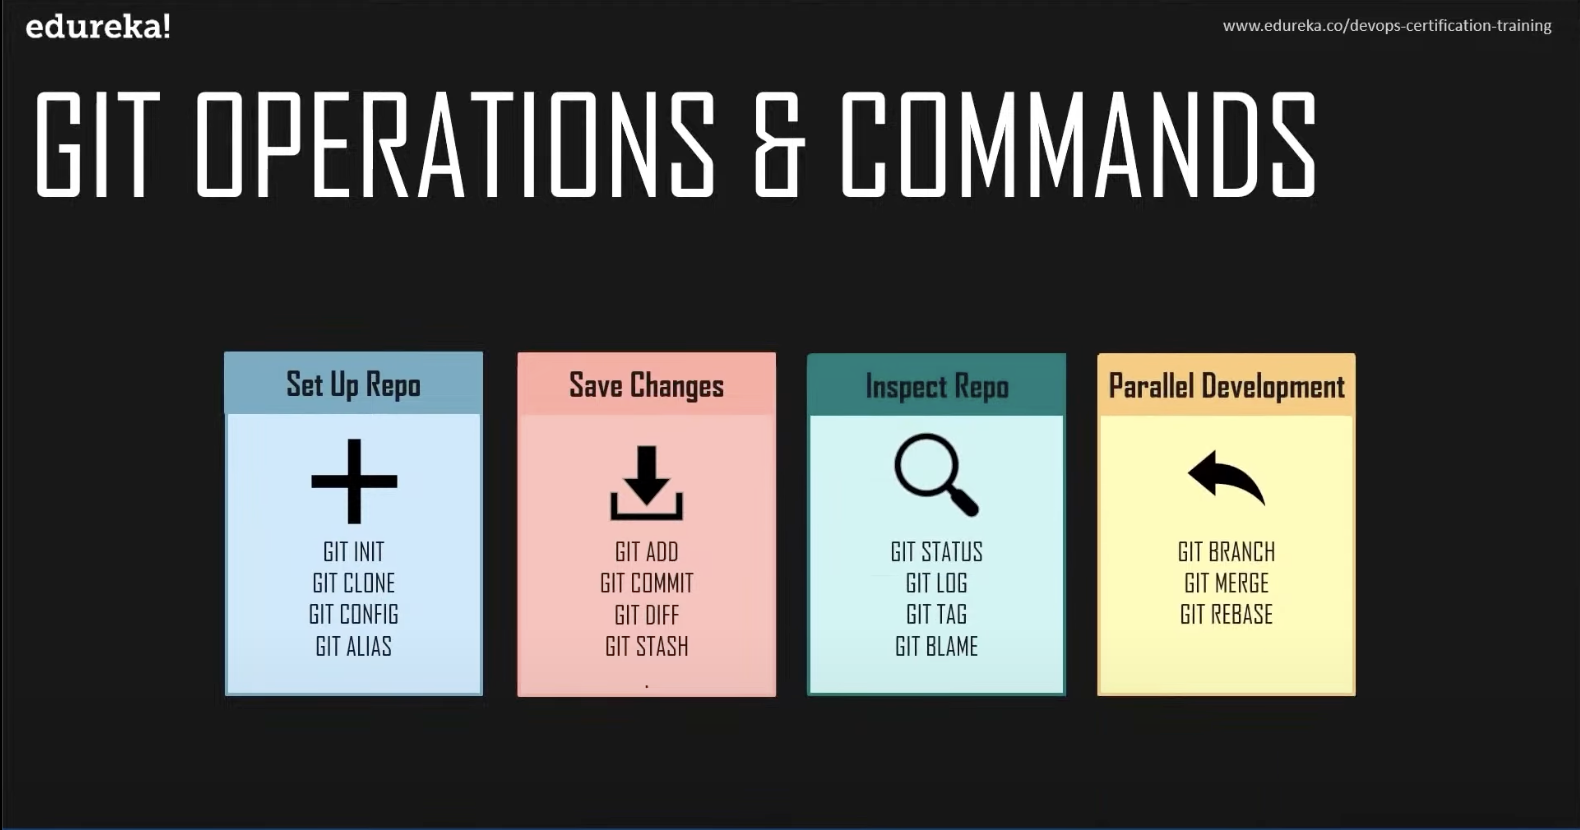 edureka!
www.edureka.co/devops-certification-training
GIT OPERATIONS & COMMANDS
Set Up Repo
GIT INIT
GIT CLONE
GIT CONFIG
GIT ALIAS
Save Changes
GIT ADD
GIT COMMIT
GIT DIFF
GIT STASH
.
Inspect Repo
GIT STATUS
GIT LOG
GIT TAG
GIT BLAME
Parallel Development
GIT BRANCH
GIT MERGE
GIT REBASE